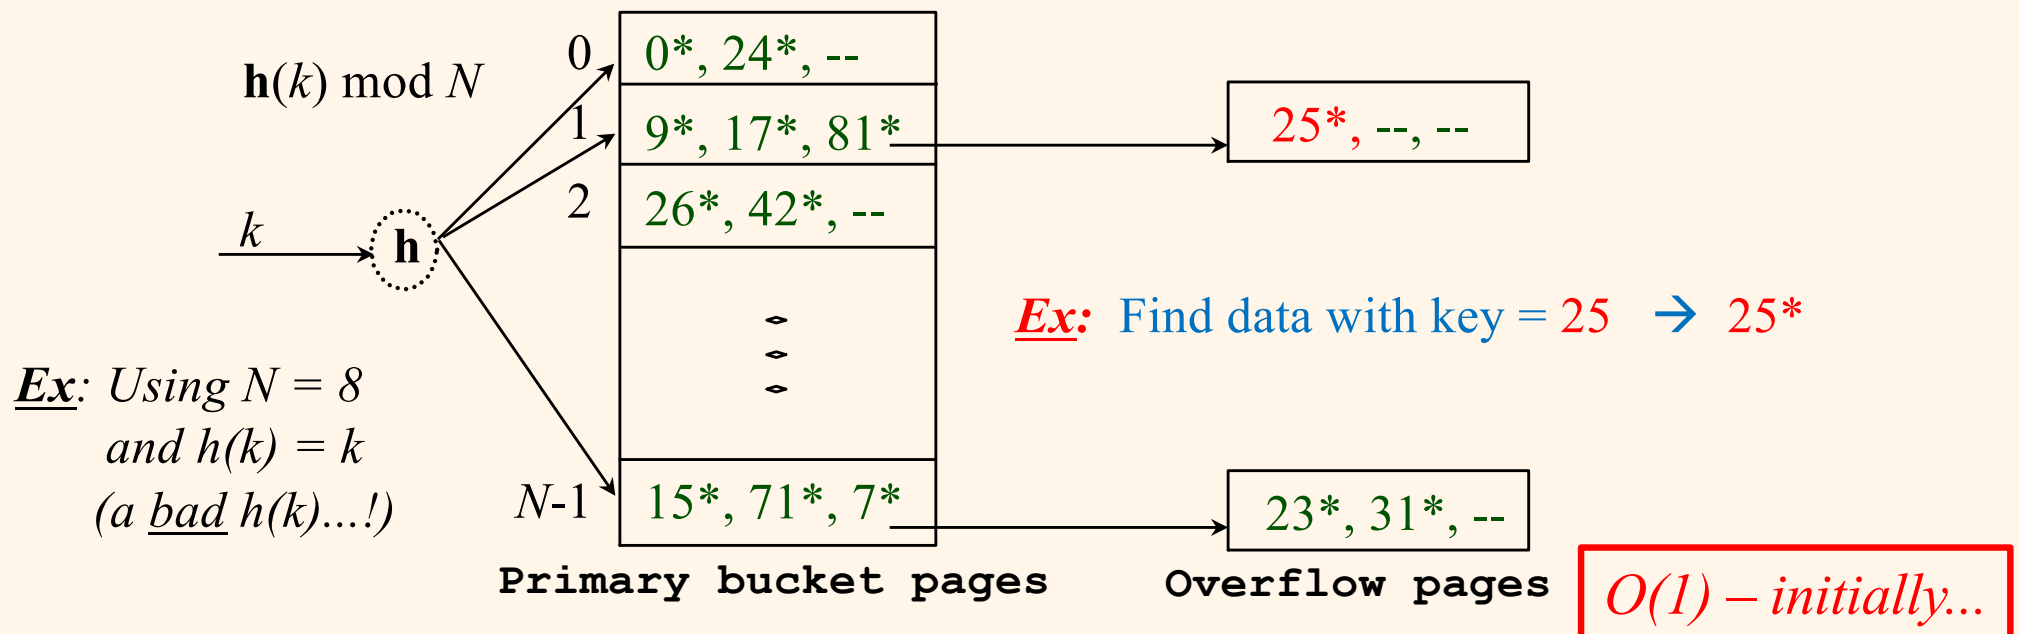 h(k) mod N
0
0*, 24*, --
1
9*, 17*, 81*
25*, --, --
2
26*, 42*, --
k
h
Ex: Find data with key = 25 → 25*
Ex: Using N = 8
and h(k) = k
(a bad h(k)...!)
N-1
15*, 71*, 7*
23*, 31*, --
Primary bucket pages
Overflow pages
O(1) – initially...